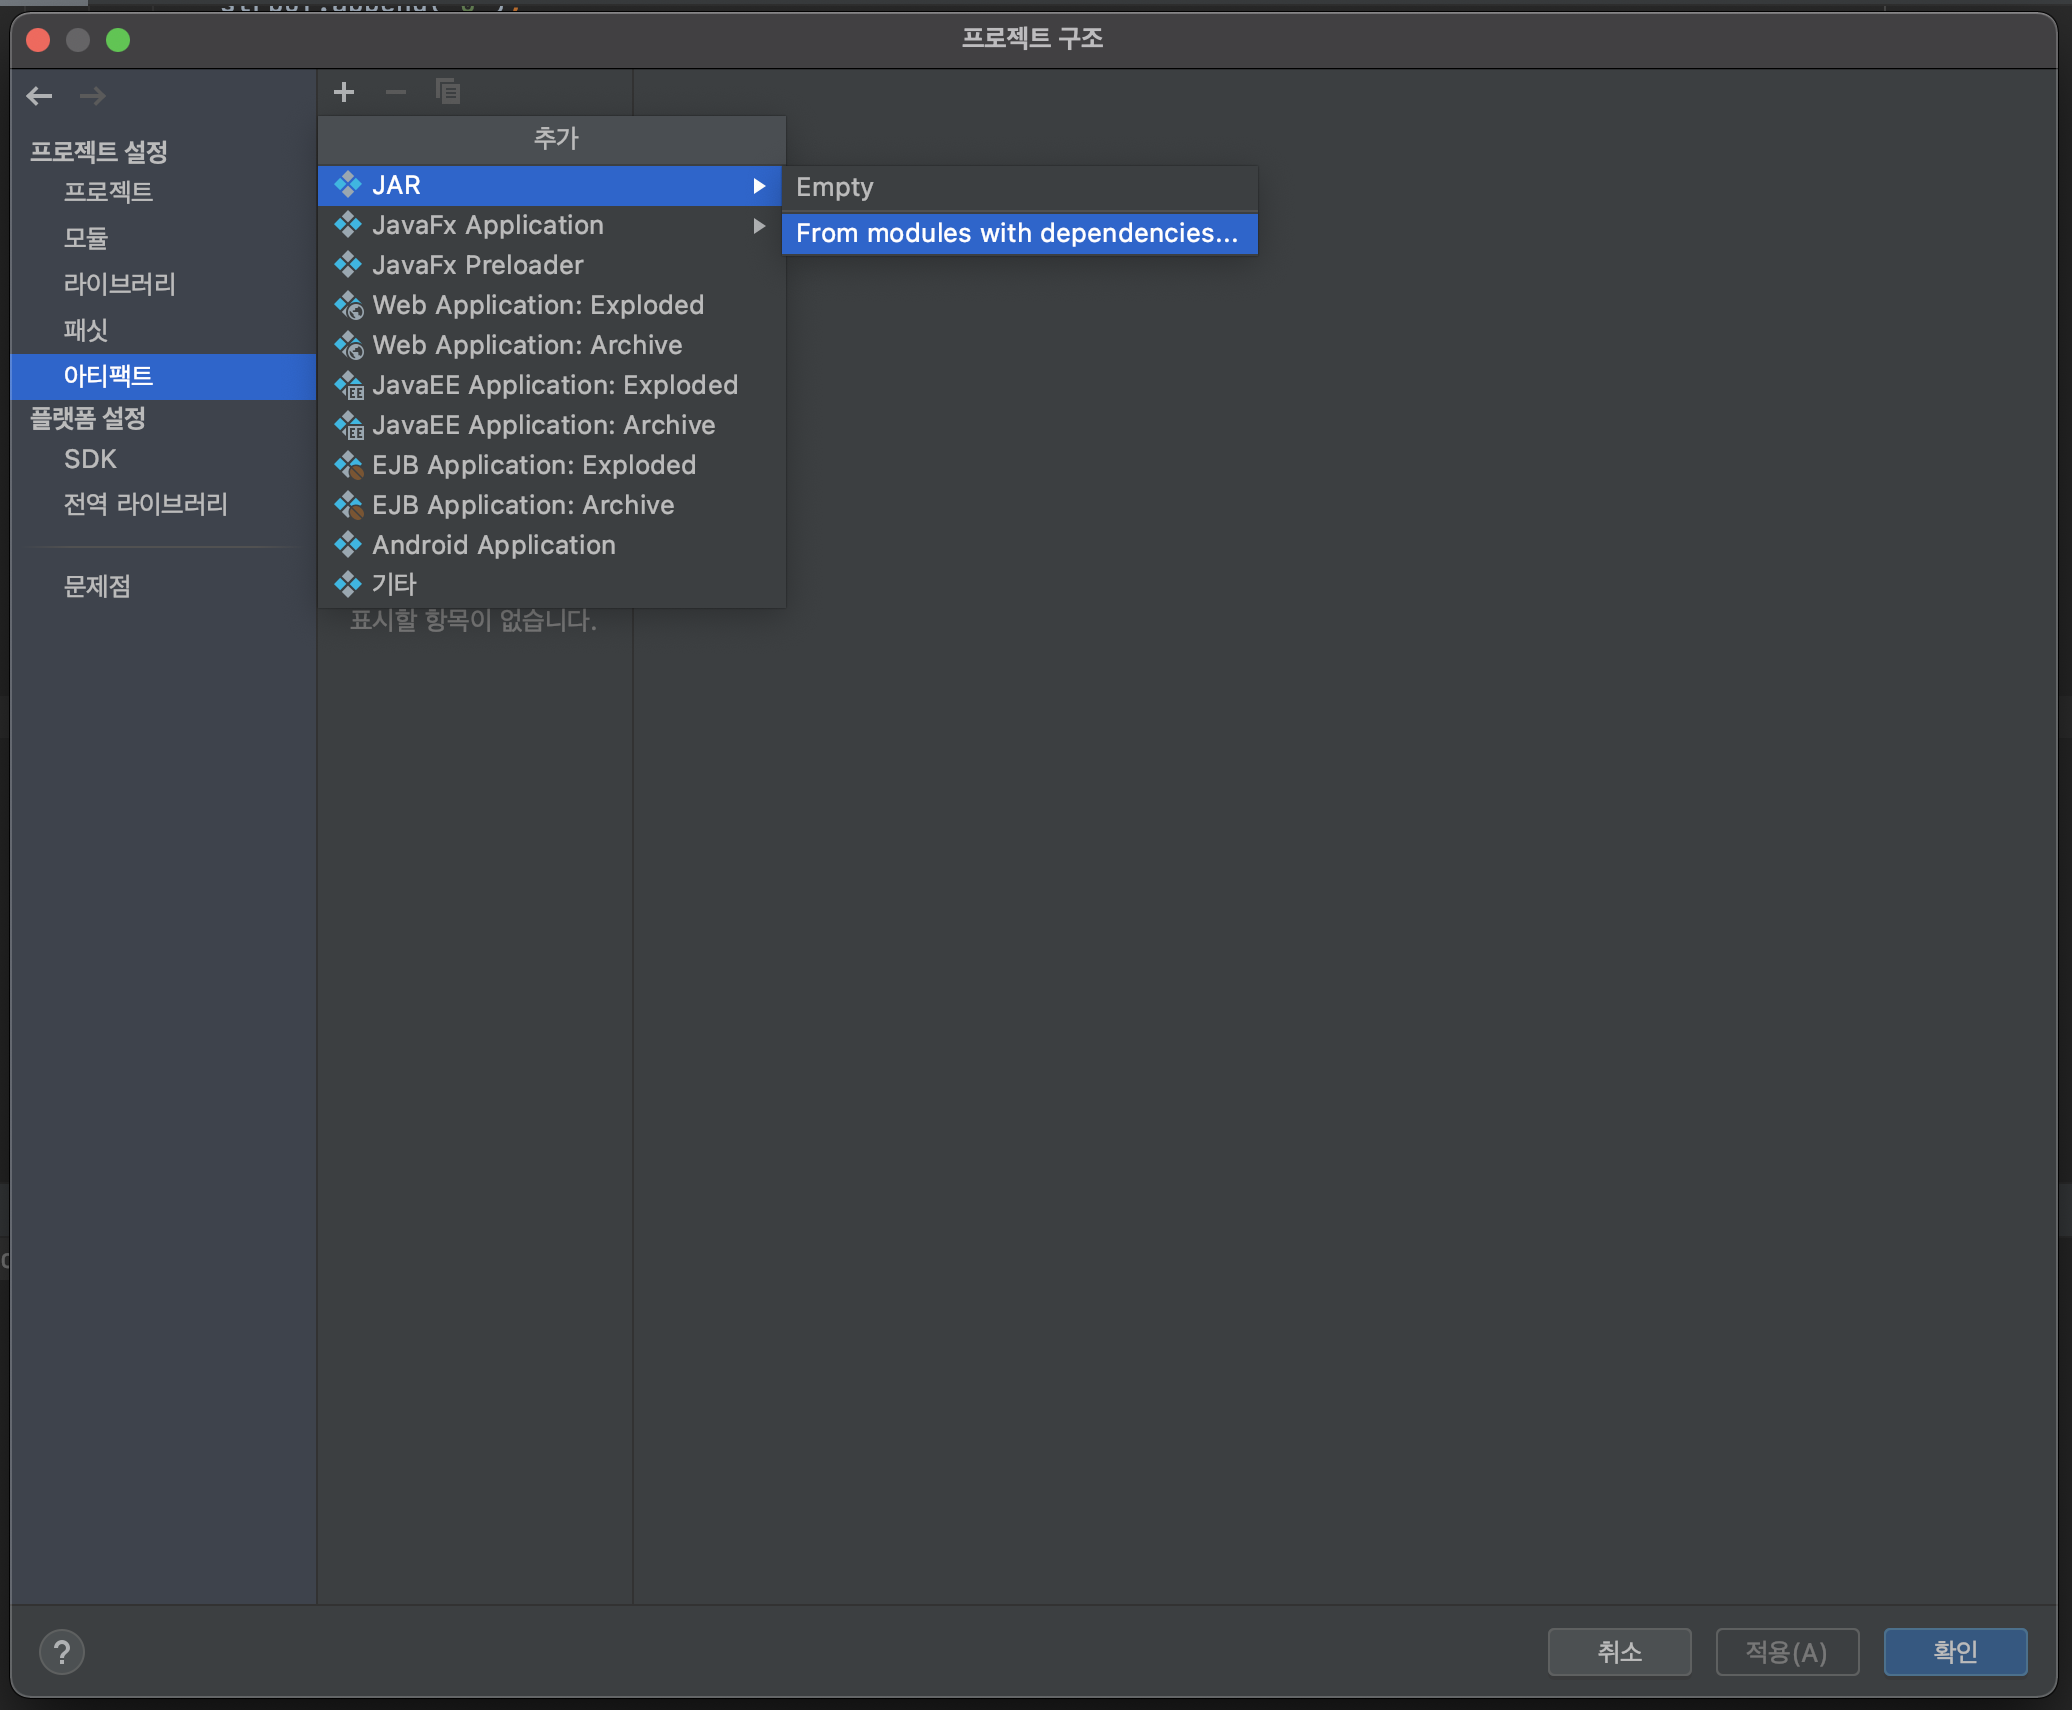 프로젝트 구조
프로젝트 설정
프로젝트
모듈
라이브러리
패싯
아티팩트
플랫폼 설정
SDK
전역 라이브러리
문제점
추가
JAR
JavaFx Application
JavaFx Preloader
Web Application: Exploded
Web Application: Archive
JavaEE Application: Exploded
JavaEE Application: Archive
EJB Application: Exploded
EJB Application: Archive
Android Application
기타
Empty
From modules with dependencies...
표시할 항목이 없습니다.
?
취소
적용(A)
확인